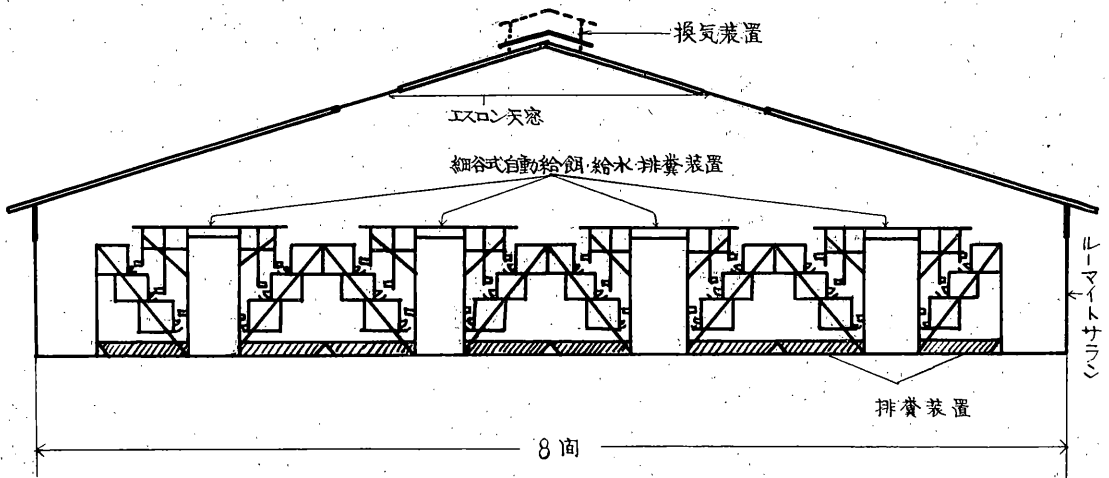 換気装置
エスロン天窓
細谷式自動給餌・給水・排糞装置
ルーマイトサラン
排糞装置
8間